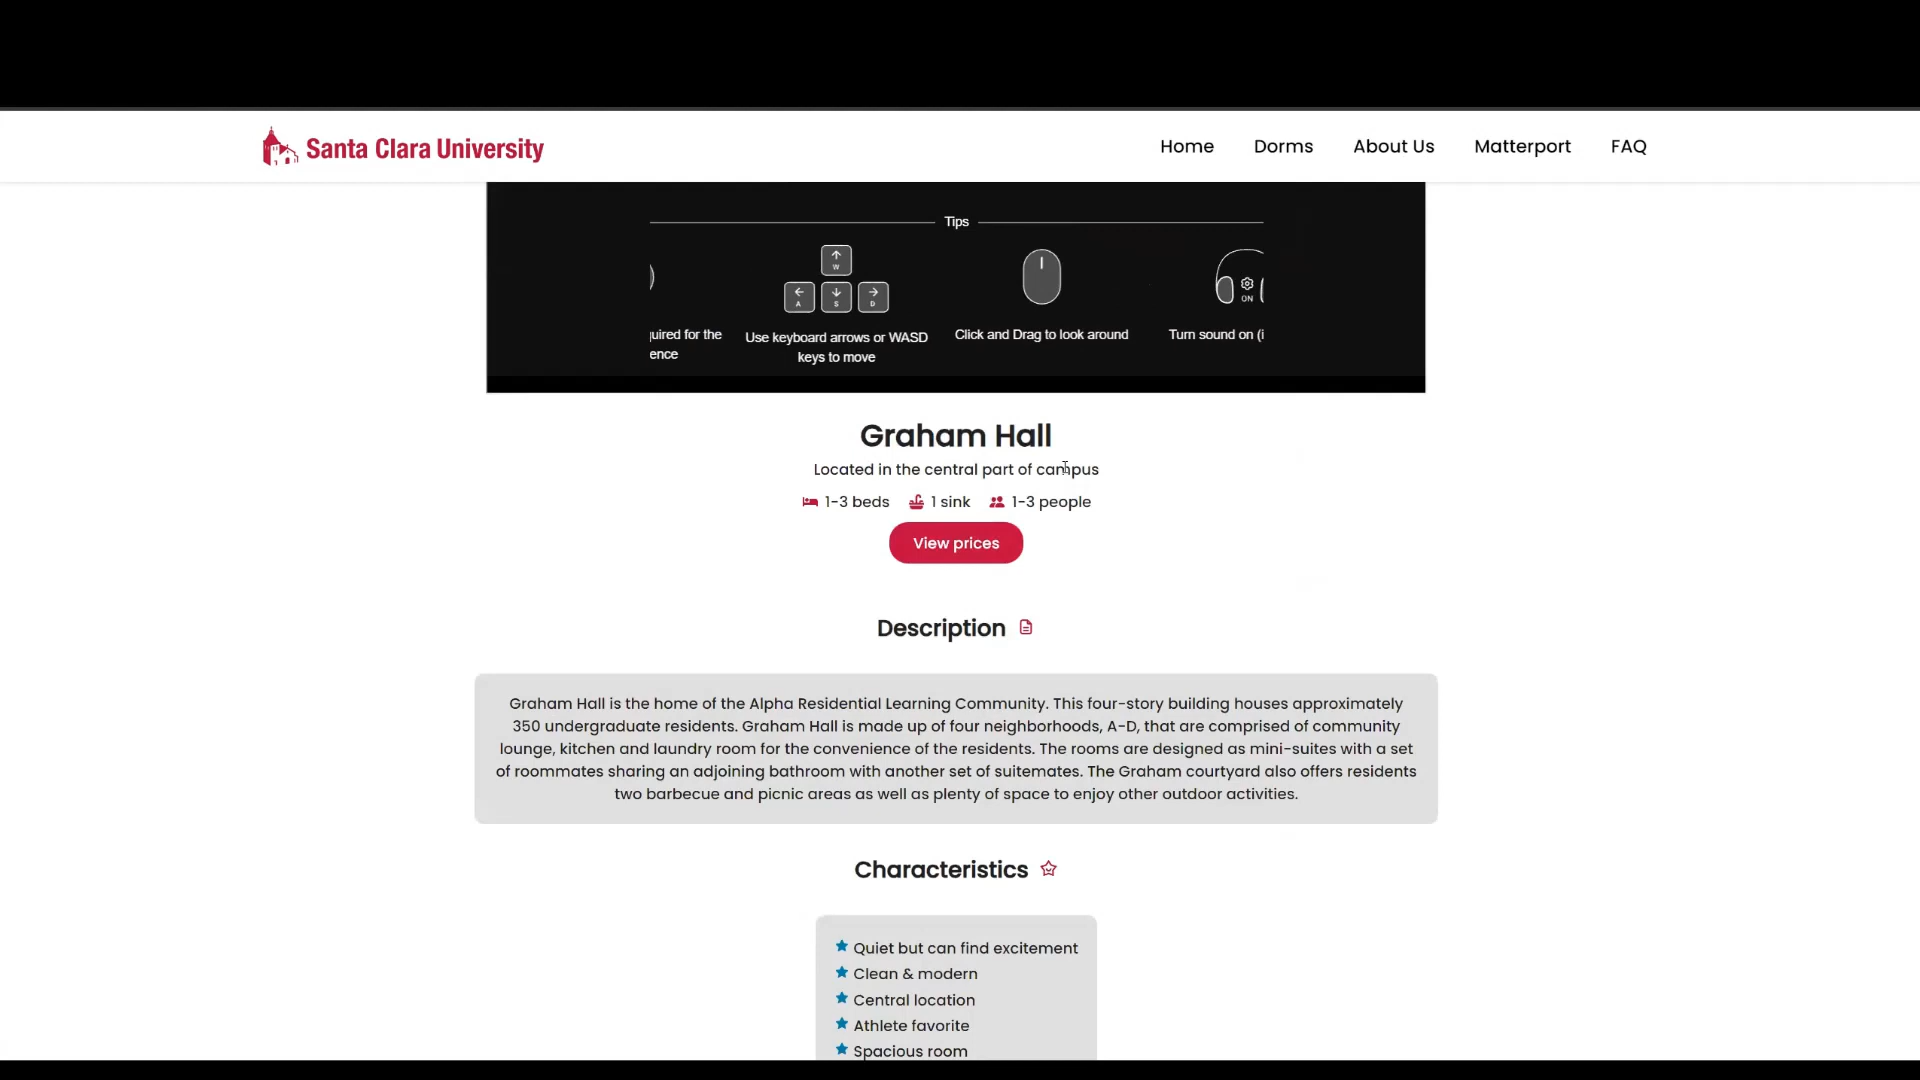 Santa Clara University
Home Dorms About Us Matterport FAQ
Tips
W
A S D
ON
quired for the
ence
Use keyboard arrows or WASD
keys to move
Click and Drag to look around
Turn sound on (i
Graham Hall
Located in the central part of campus
1-3 beds 1 sink 1-3 people
View prices
Description
Graham Hall is the home of the Alpha Residential Learning Community. This four-story building houses approximately
350 undergraduate residents. Graham Hall is made up of four neighborhoods, A-D, that are comprised of community
lounge, kitchen and laundry room for the convenience of the residents. The rooms are designed as mini-suites with a set
of roommates sharing an adjoining bathroom with another set of suitemates. The Graham courtyard also offers residents
two barbecue and picnic areas as well as plenty of space to enjoy other outdoor activities.
Characteristics
Quiet but can find excitement
Clean & modern
Central location
Athlete favorite
Spacious room